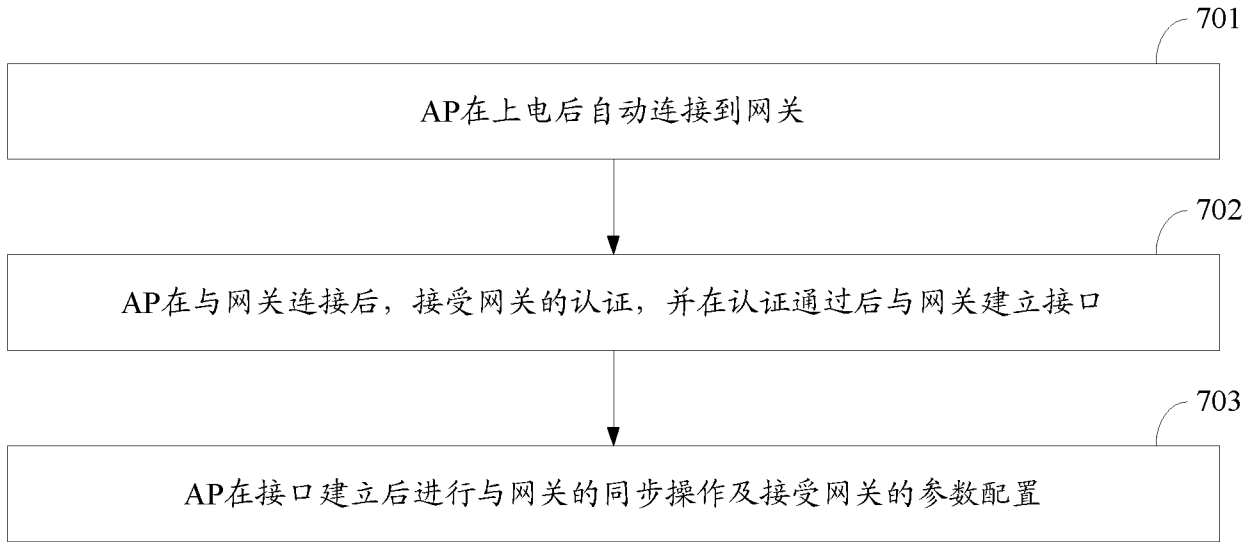 701
AP在上电后自动连接到网关
702
AP在与网关连接后，接受网关的认证，并在认证通过后与网关建立接口
703
AP在接口建立后进行与网关的同步操作及接受网关的参数配置